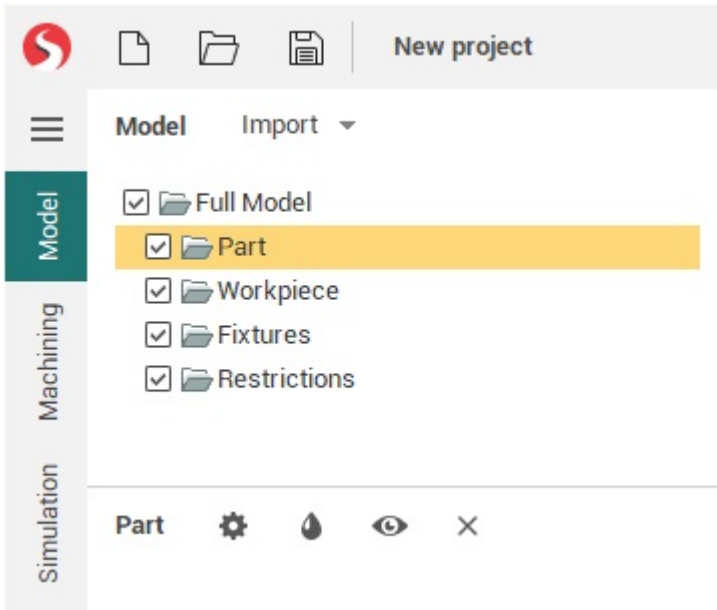 New project
Model Import
Full Model
Part
Workpiece
Fixtures
Restrictions
Model
Machining
Simulation
Part